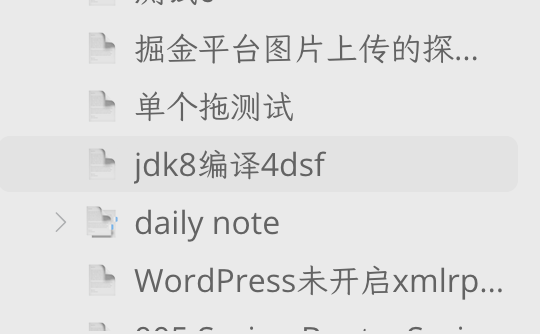 掘金平台图片上传的探...
单个拖测试
jdk8编译4dsf
daily note
WordPress未开启xmlrp...